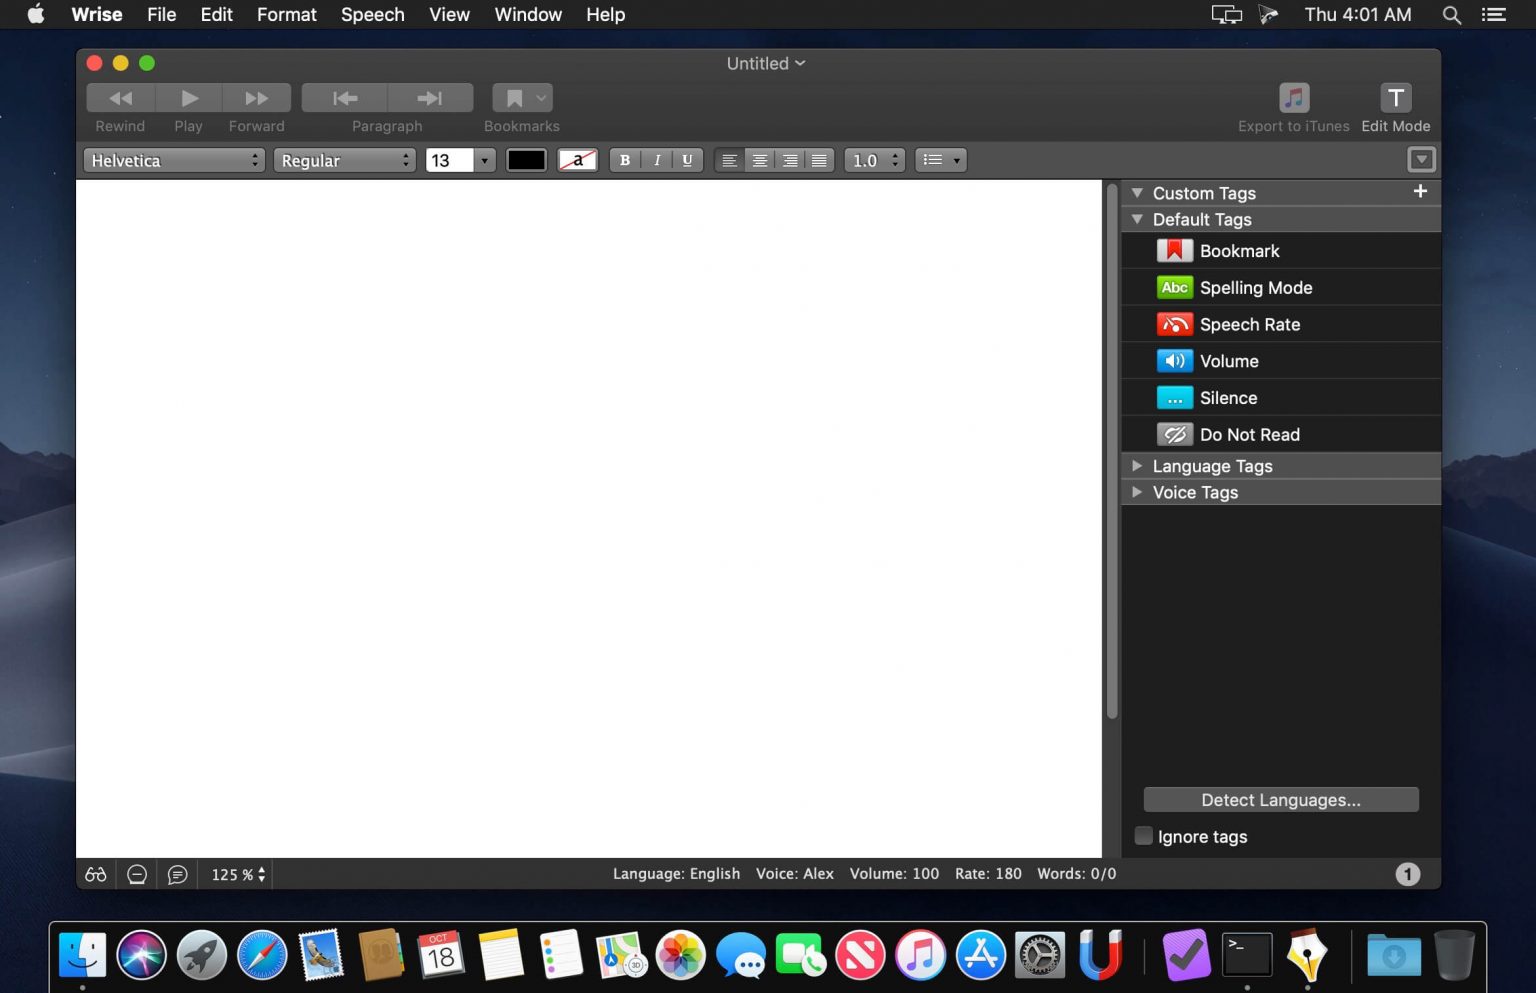 Wrise File Edit Format Speech View Window Help Thu 4:01 AM
Untitled
Rewind Play Forward Paragraph Bookmarks Export to iTunes T Edit Mode
Helvetica Regular 13 a B I U 1.0
Custom Tags +
Default Tags
Bookmark
Abc Spelling Mode
Speech Rate
Volume
... Silence
Do Not Read
Language Tags
Voice Tags
Detect Languages...
Ignore tags
125 % Language: English Voice: Alex Volume: 100 Rate: 180 Words: 0/0 1
OCT
18
3D
>_